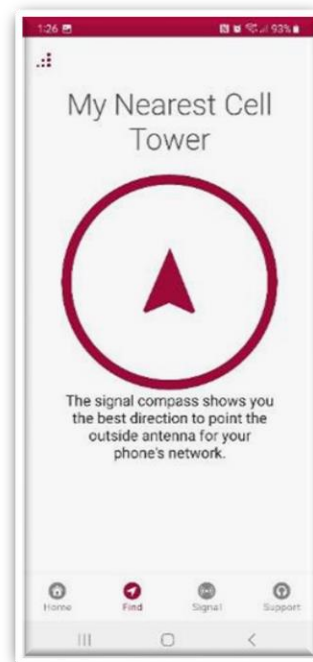 1:26
93%
My Nearest Cell
Tower
The signal compass shows you
the best direction to point the
outside antenna for your
phone's network.
Home Find Signal Support